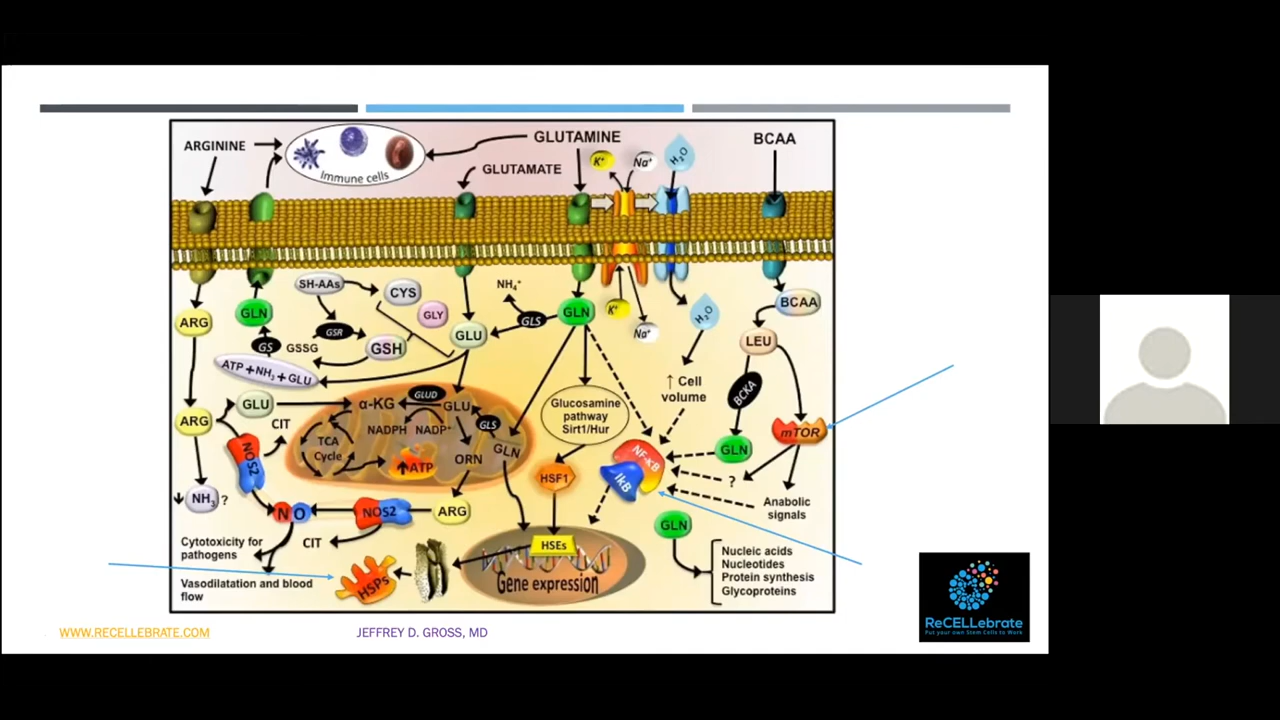 ARGININE
Immune cells
GLUTAMINE
GLUTAMATE
K⁺
Na⁺
H₂O
BCAA
SH-AAs
CYS
GLY
NH₄⁺
GLS
GLN
K⁺
Na⁺
H₂O
BCAA
ARG
GLN
GS
GSSG
GSR
GSH
GLU
LEU
ATP+NH₃+GLU
↑ Cell
volume
BCKA
mTOR
ARG
GLU
CIT
NOS2
α-KG
GLUD
GLU
NADPH
NADP⁺
GLS
GLN
TCA
Cycle
↑ATP
ORN
Glucosamine
pathway
Sirt1/Hur
NF-κB
IkB
GLN
?
HSF1
Anabolic
signals
↓ NH₃ ?
NO
NOS2
ARG
CIT
GLN
Cytotoxicity for
pathogens
Vasodilatation and blood
flow
HSPs
HSEs
Gene expression
Nucleic acids
Nucleotides
Protein synthesis
Glycoproteins
WWW.RECELLEBRATE.COM
JEFFREY D. GROSS, MD
ReCELLebrate
Put your own Stem Cells to Work